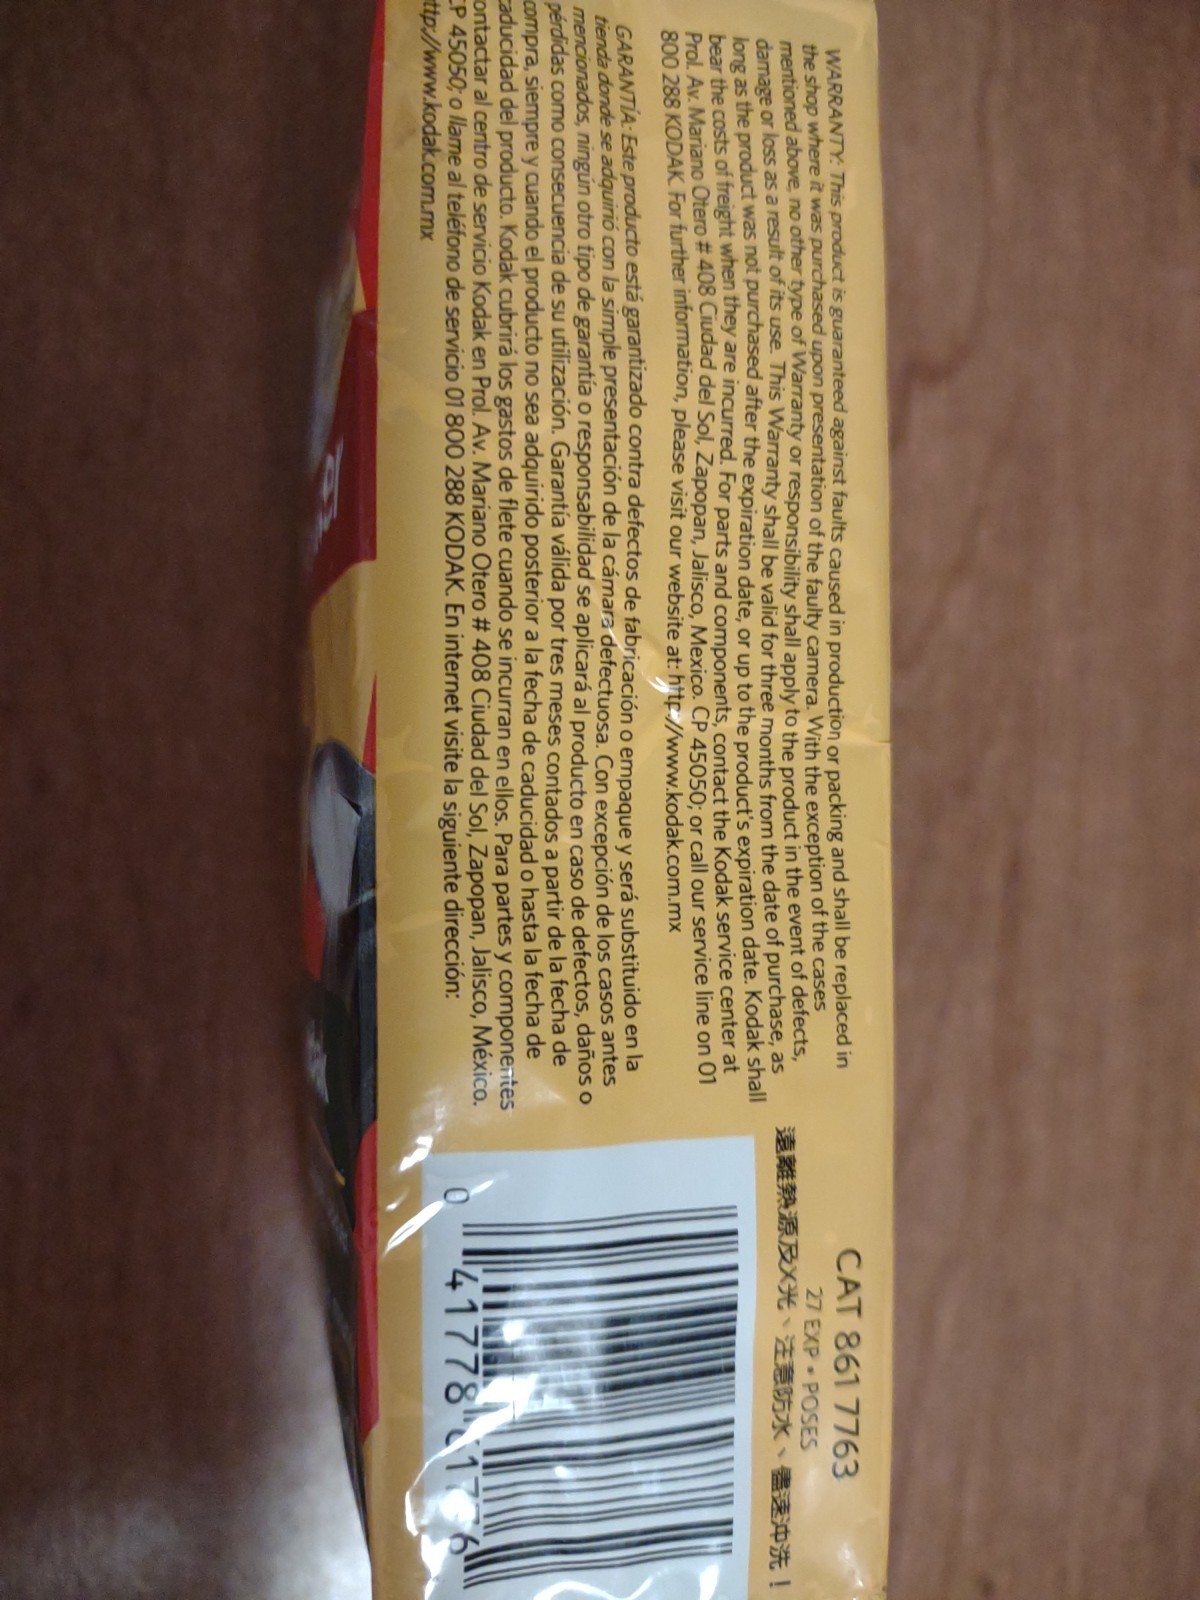 WARRANTY: This product is guaranteed against faults caused in production or packing and shall be replaced in
the shop where it was purchased upon presentation of the faulty camera. With the exception of the cases
mentioned above, no other type of Warranty or responsibility shall apply to the product in the event of defects,
damage or loss as a result of its use. This Warranty shall be valid for three months from the date of purchase, as
long as the product was not purchased after the expiration date, or up to the product's expiration date. Kodak shall
bear the costs of freight when they are incurred. For parts and components, contact the Kodak service center at
Prol. Av. Mariano Otero # 408 Ciudad del Sol, Zapopan, Jalisco, Mexico. CP 45050; or call our service line on 01
800 288 KODAK. For further information, please visit our website at: http://www.kodak.com.mx
GARANTÍA: Este producto está garantizado contra defectos de fabricación o empaque y será substituido en la
tienda donde se adquirió con la simple presentación de la cámara defectuosa. Con excepción de los casos antes
mencionados, ningún otro tipo de garantía o responsabilidad se aplicará al producto en caso de defectos, daños o
pérdidas como consecuencia de su utilización. Garantía válida por tres meses contados a partir de la fecha de
compra, siempre y cuando el producto no sea adquirido posterior a la fecha de caducidad o hasta la fecha de
caducidad del producto. Kodak cubrirá los gastos de flete cuando se incurran en ellos. Para partes y componentes
contactar al centro de servicio Kodak en Prol. Av. Mariano Otero # 408 Ciudad del Sol, Zapopan, Jalisco, México.
CP 45050; o llame al teléfono de servicio 01 800 288 KODAK. En internet visite la siguiente dirección:
http://www.kodak.com.mx
CAT 861 7763
27 EXP • POSES
遠離熱源及X光、注意防水、儘速沖洗！
0